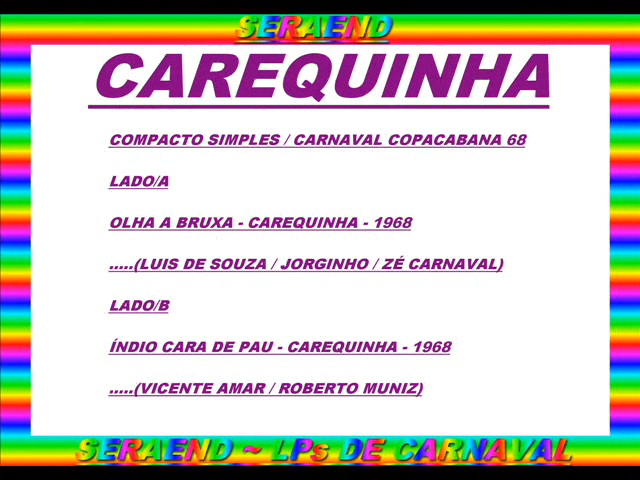 SERAEND
CAREQUINHA
COMPACTO SIMPLES / CARNAVAL COPACABANA 68
LADO/A
OLHA A BRUXA - CAREQUINHA - 1968
.....(LUIS DE SOUZA / JORGINHO / ZÉ CARNAVAL)
LADO/B
ÍNDIO CARA DE PAU - CAREQUINHA - 1968
.....(VICENTE AMAR / ROBERTO MUNIZ)
SERAEND ~ LPs DE CARNAVAL